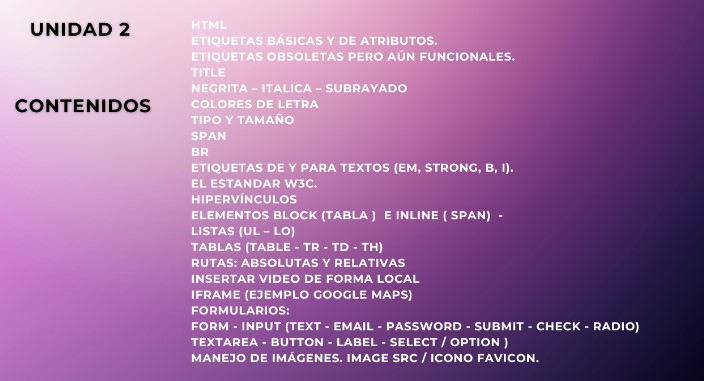 UNIDAD 2
CONTENIDOS
HTML
ETIQUETAS BÁSICAS Y DE ATRIBUTOS.
ETIQUETAS OBSOLETAS PERO AÚN FUNCIONALES.
TITLE
NEGRITA – ITALICA – SUBRAYADO
COLORES DE LETRA
TIPO Y TAMAÑO
SPAN
BR
ETIQUETAS DE Y PARA TEXTOS (EM, STRONG, B, I).
EL ESTANDAR W3C.
HIPERVÍNCULOS
ELEMENTOS BLOCK (TABLA ) E INLINE ( SPAN) -
LISTAS (UL – LO)
TABLAS (TABLE - TR - TD - TH)
RUTAS: ABSOLUTAS Y RELATIVAS
INSERTAR VIDEO DE FORMA LOCAL
IFRAME (EJEMPLO GOOGLE MAPS)
FORMULARIOS:
FORM - INPUT (TEXT - EMAIL - PASSWORD - SUBMIT - CHECK - RADIO)
TEXTAREA - BUTTON - LABEL - SELECT / OPTION )
MANEJO DE IMÁGENES. IMAGE SRC / ICONO FAVICON.